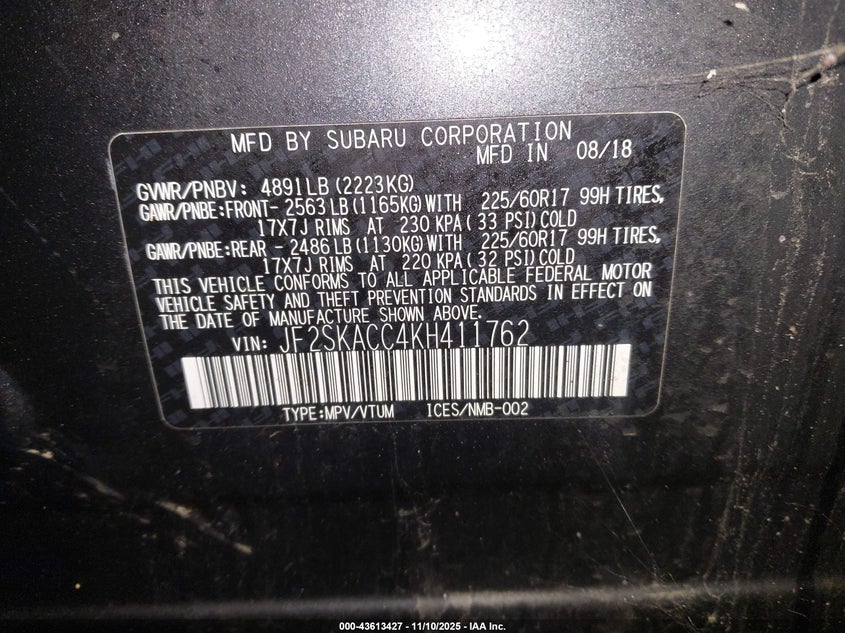 MFD BY SUBARU CORPORATION
MFD IN 08/18
GVWR/PNBV: 4891LB (2223KG)
GAWR/PNBE:FRONT- 2563 LB (1165KG) WITH 225/60R17 99H TIRES,
17X7J RIMS AT 230 KPA ( 33 PSI) COLD
GAWR/PNBE:REAR - 2486 LB (1130KG) WITH 225/60R17 99H TIRES,
17X7J RIMS AT 220 KPA ( 32 PSI) COLD
THIS VEHICLE CONFORMS TO ALL APPLICABLE FEDERAL MOTOR
VEHICLE SAFETY AND THEFT PREVENTION STANDARDS IN EFFECT ON
THE DATE OF MANUFACTURE SHOWN ABOVE.
VIN: JF2SKACC4KH411762
TYPE:MPV/VTUM ICES/NMB-002
000-43613427 - 11/10/2025 - IAA Inc.